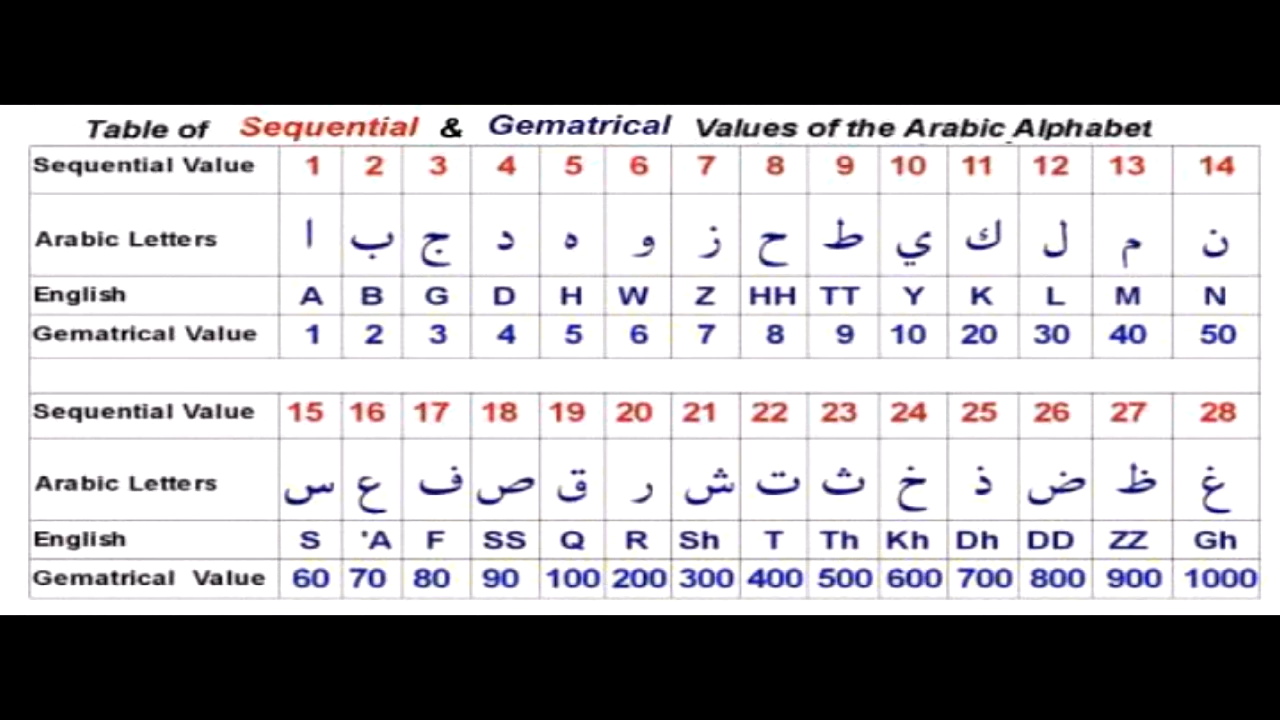 Table of Sequential & Gematrical Values of the Arabic Alphabet
Sequential Value 1 2 3 4 5 6 7 8 9 10 11 12 13 14
Arabic Letters ا ب ج د ه و ز ح ط ي ك ل م ن
English A B G D H W Z HH TT Y K L M N
Gematrical Value 1 2 3 4 5 6 7 8 9 10 20 30 40 50
Sequential Value 15 16 17 18 19 20 21 22 23 24 25 26 27 28
Arabic Letters س ع ف ص ق ر ش ت ث خ ذ ض ظ غ
English S 'A F SS Q R Sh T Th Kh Dh DD ZZ Gh
Gematrical Value 60 70 80 90 100 200 300 400 500 600 700 800 900 1000